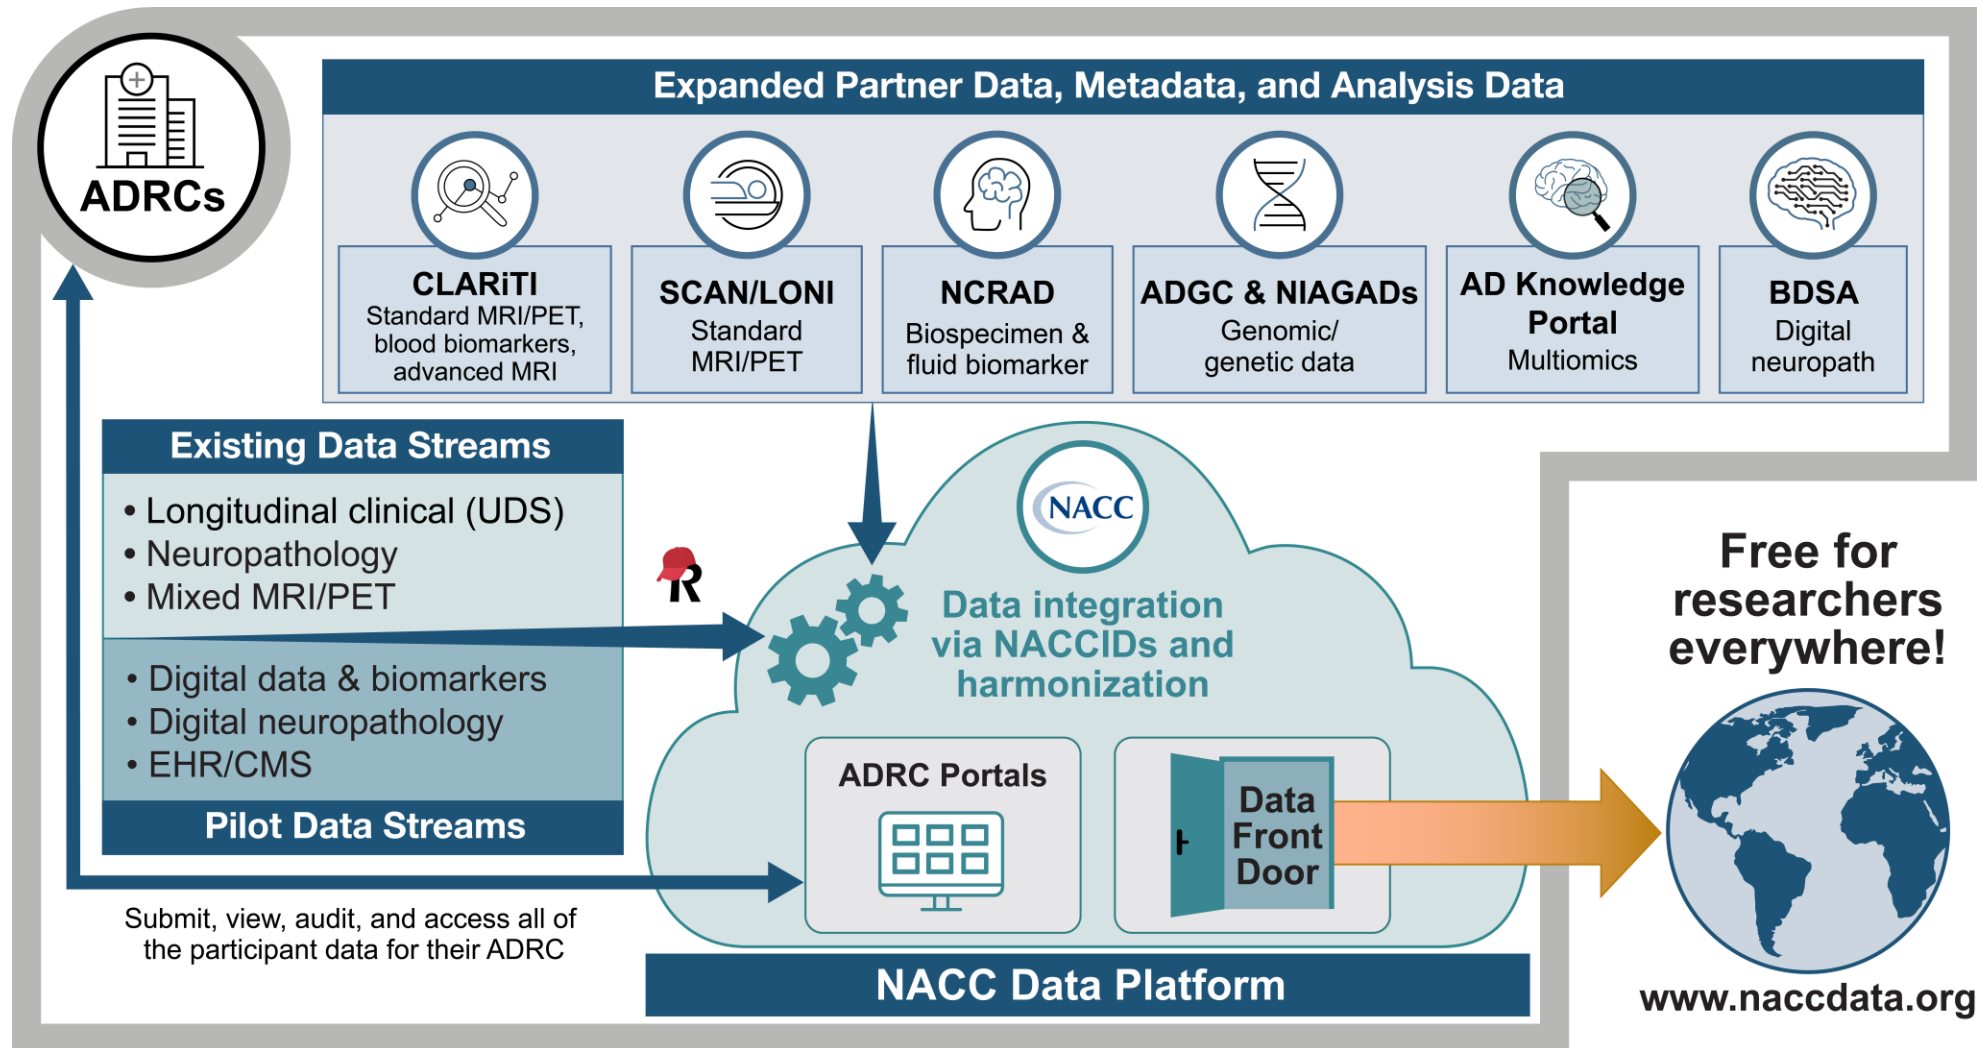 ADRCs
Expanded Partner Data, Metadata, and Analysis Data
CLARiTI
Standard MRI/PET,
blood biomarkers,
advanced MRI
SCAN/LONI
Standard
MRI/PET
NCRAD
Biospecimen &
fluid biomarker
ADGC & NIAGADs
Genomic/
genetic data
AD Knowledge
Portal
Multiomics
BDSA
Digital
neuropath
Existing Data Streams
• Longitudinal clinical (UDS)
• Neuropathology
• Mixed MRI/PET
• Digital data & biomarkers
• Digital neuropathology
• EHR/CMS
Pilot Data Streams
R
NACC
Data integration
via NACCIDs and
harmonization
ADRC Portals
Data
Front
Door
Submit, view, audit, and access all of
the participant data for their ADRC
NACC Data Platform
Free for
researchers
everywhere!
www.naccdata.org